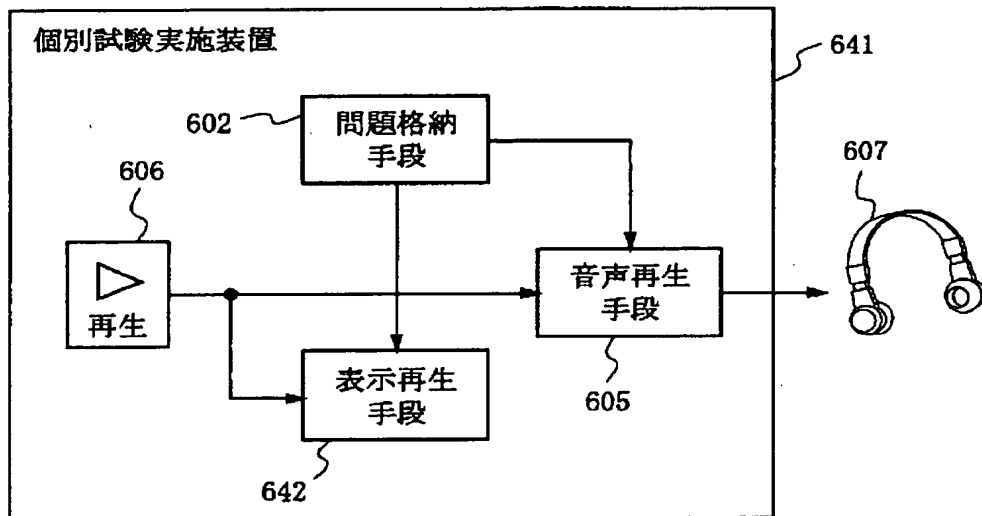 個別試験実施装置
641
602
問題格納
手段
606
607
再生
音声再生
手段
605
表示再生
手段
642